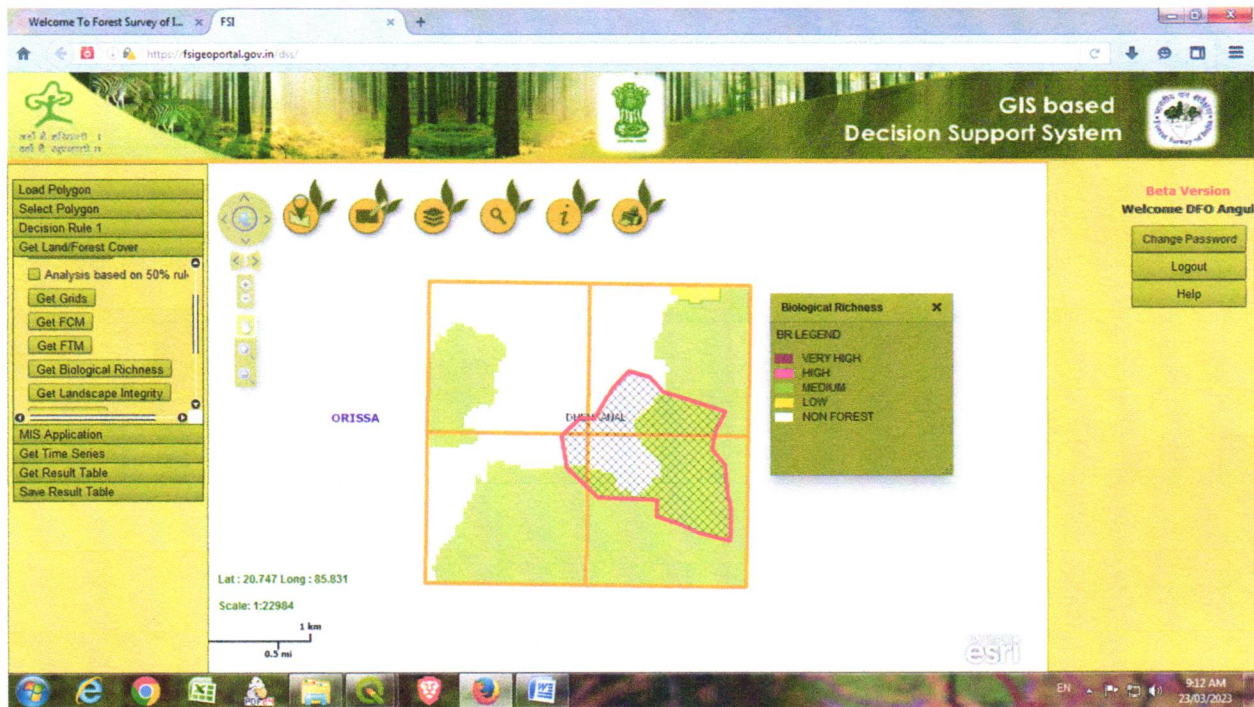 Welcome To Forest Survey of I...
FSI
https://fsigeoportal.gov.in/dss/
GIS based
Decision Support System
Load Polygon
Select Polygon
Decision Rule 1
Get Land/Forest Cover
Analysis based on 50% rul
Get Grids
Get FCM
Get FTM
Get Biological Richness
Get Landscape Integrity
MIS Application
Get Time Series
Get Result Table
Save Result Table
ORISSA
Lat : 20.747 Long : 85.831
Scale: 1:22984
1 km
0.5 mi
Biological Richness
BR LEGEND
VERY HIGH
HIGH
MEDIUM
LOW
NON FOREST
esri
Beta Version
Welcome DFO Angul
Change Password
Logout
Help
EN
9:12 AM
23/03/2023